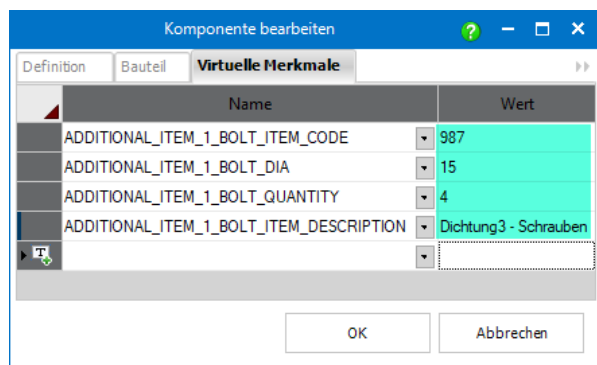 Komponente bearbeiten
Definition Bauteil Virtuelle Merkmale
Name Wert
ADDITIONAL_ITEM_1_BOLT_ITEM_CODE 987
ADDITIONAL_ITEM_1_BOLT_DIA 15
ADDITIONAL_ITEM_1_BOLT_QUANTITY 4
ADDITIONAL_ITEM_1_BOLT_ITEM_DESCRIPTION Dichtung3 - Schrauben
OK Abbrechen